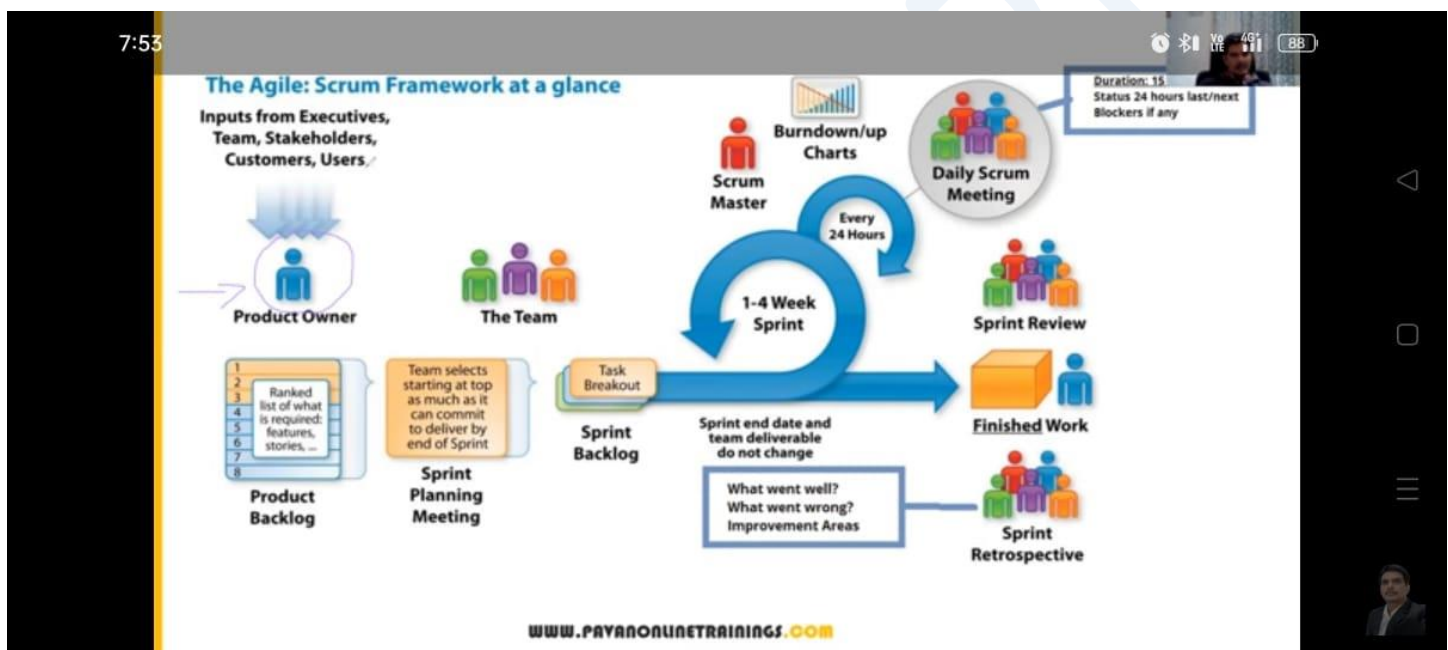 7:53
VoLTE 4G+ 88
The Agile: Scrum Framework at a glance
Inputs from Executives,
Team, Stakeholders,
Customers, Users
Product Owner
The Team
Scrum
Master
Burndown/up
Charts
Daily Scrum
Meeting
Duration: 15
Status 24 hours last/next
Blockers if any
Every
24 Hours
1-4 Week
Sprint
Sprint Review
1
2
3
4
5
6
7
8
Ranked
list of what
is required:
features,
stories, ...
Product
Backlog
Team selects
starting at top
as much as it
can commit
to deliver by
end of Sprint
Sprint
Planning
Meeting
Task
Breakout
Sprint
Backlog
Sprint end date and
team deliverable
do not change
Finished Work
What went well?
What went wrong?
Improvement Areas
Sprint
Retrospective
WWW.PAVANONLINETRAININGS.COM